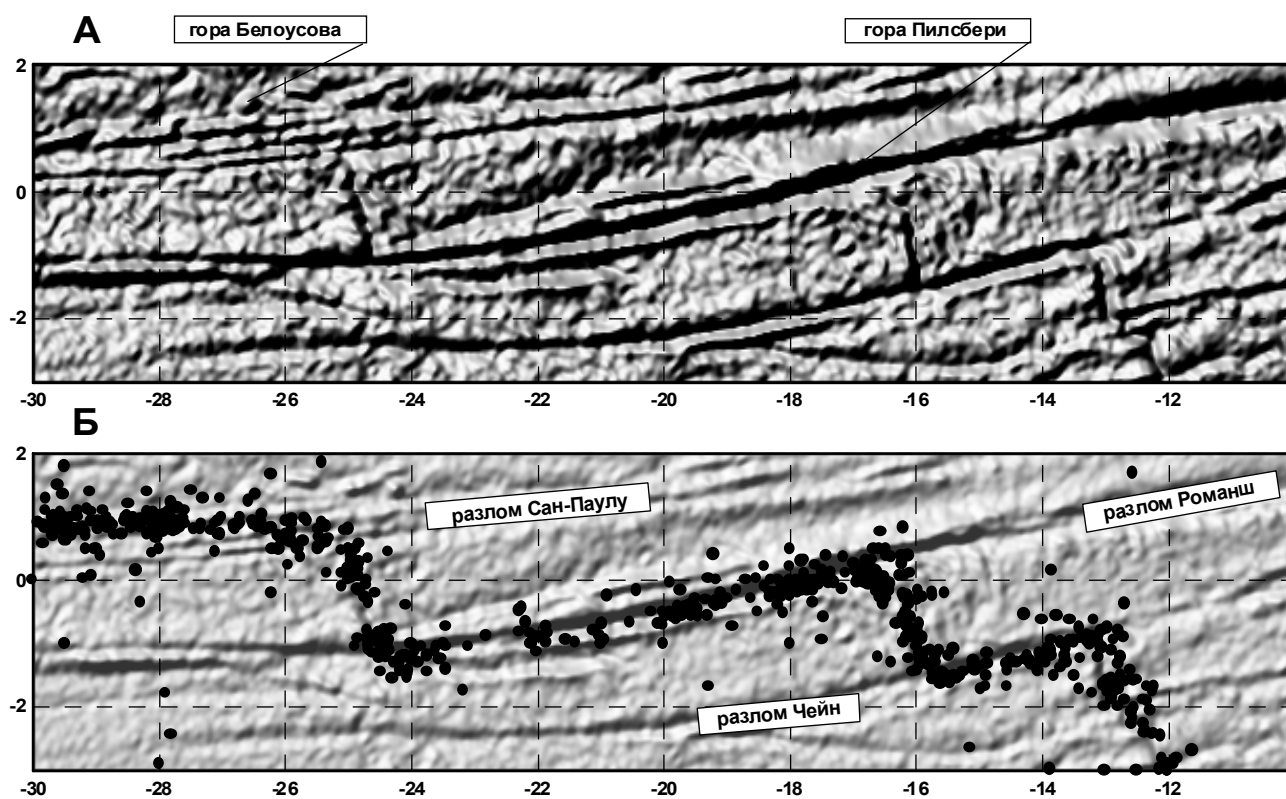 А
гора Белоусова
гора Пилсбери
2
0
-2
-30 -28 -26 -24 -22 -20 -18 -16 -14 -12
Б
2
разлом Сан-Паулу
разлом Романш
0
-2
разлом Чейн
-30 -28 -26 -24 -22 -20 -18 -16 -14 -12